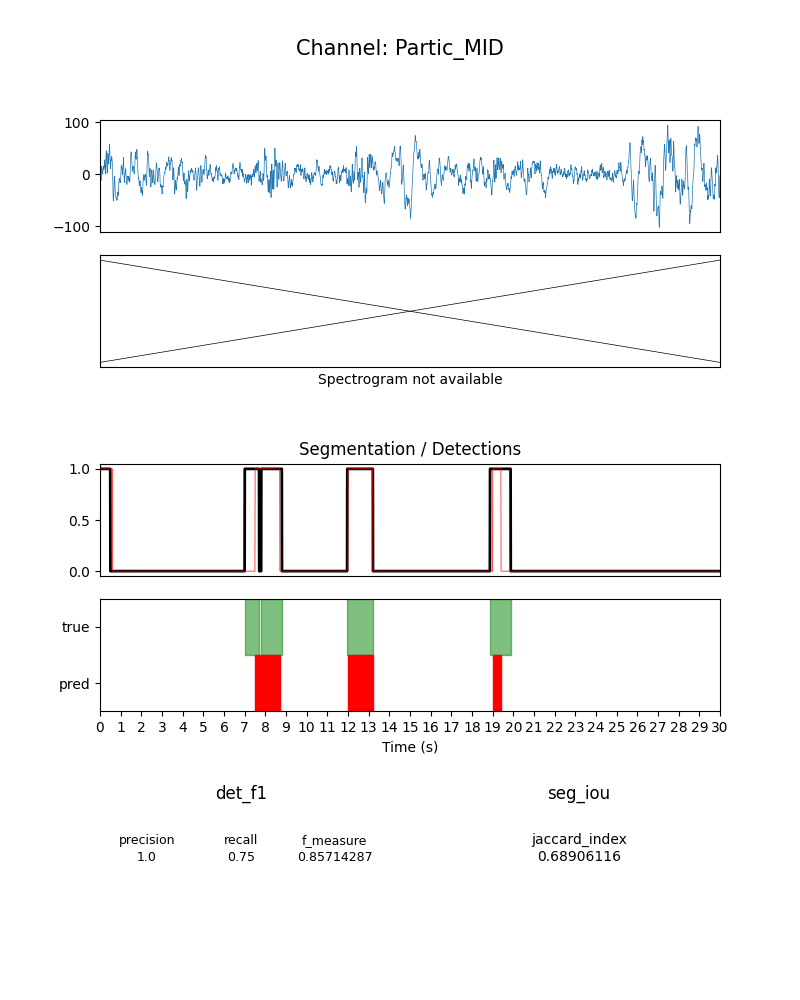 Channel: Partic_MID
100
0
−100
Spectrogram not available
Segmentation / Detections
1.0
0.5
0.0
true
pred
0 1 2 3 4 5 6 7 8 9 10 11 12 13 14 15 16 17 18 19 20 21 22 23 24 25 26 27 28 29 30
Time (s)
det_f1 seg_iou
precision recall f_measure jaccard_index
1.0 0.75 0.85714287 0.68906116